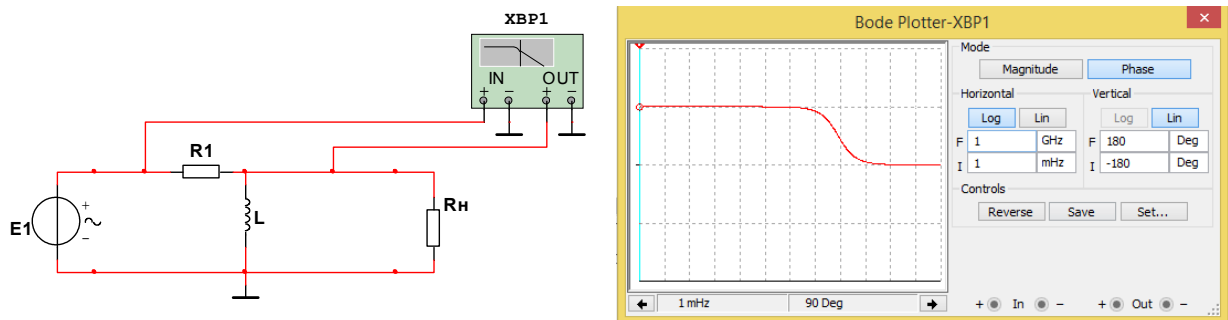 XBP1
IN OUT
+ − + −
R1
E1
+
−
L
Rн
Bode Plotter-XBP1
Mode
Magnitude Phase
Horizontal Vertical
Log Lin Log Lin
F 1 GHz F 180 Deg
I 1 mHz I -180 Deg
Controls
Reverse Save Set...
1 mHz 90 Deg
+ In − + Out −